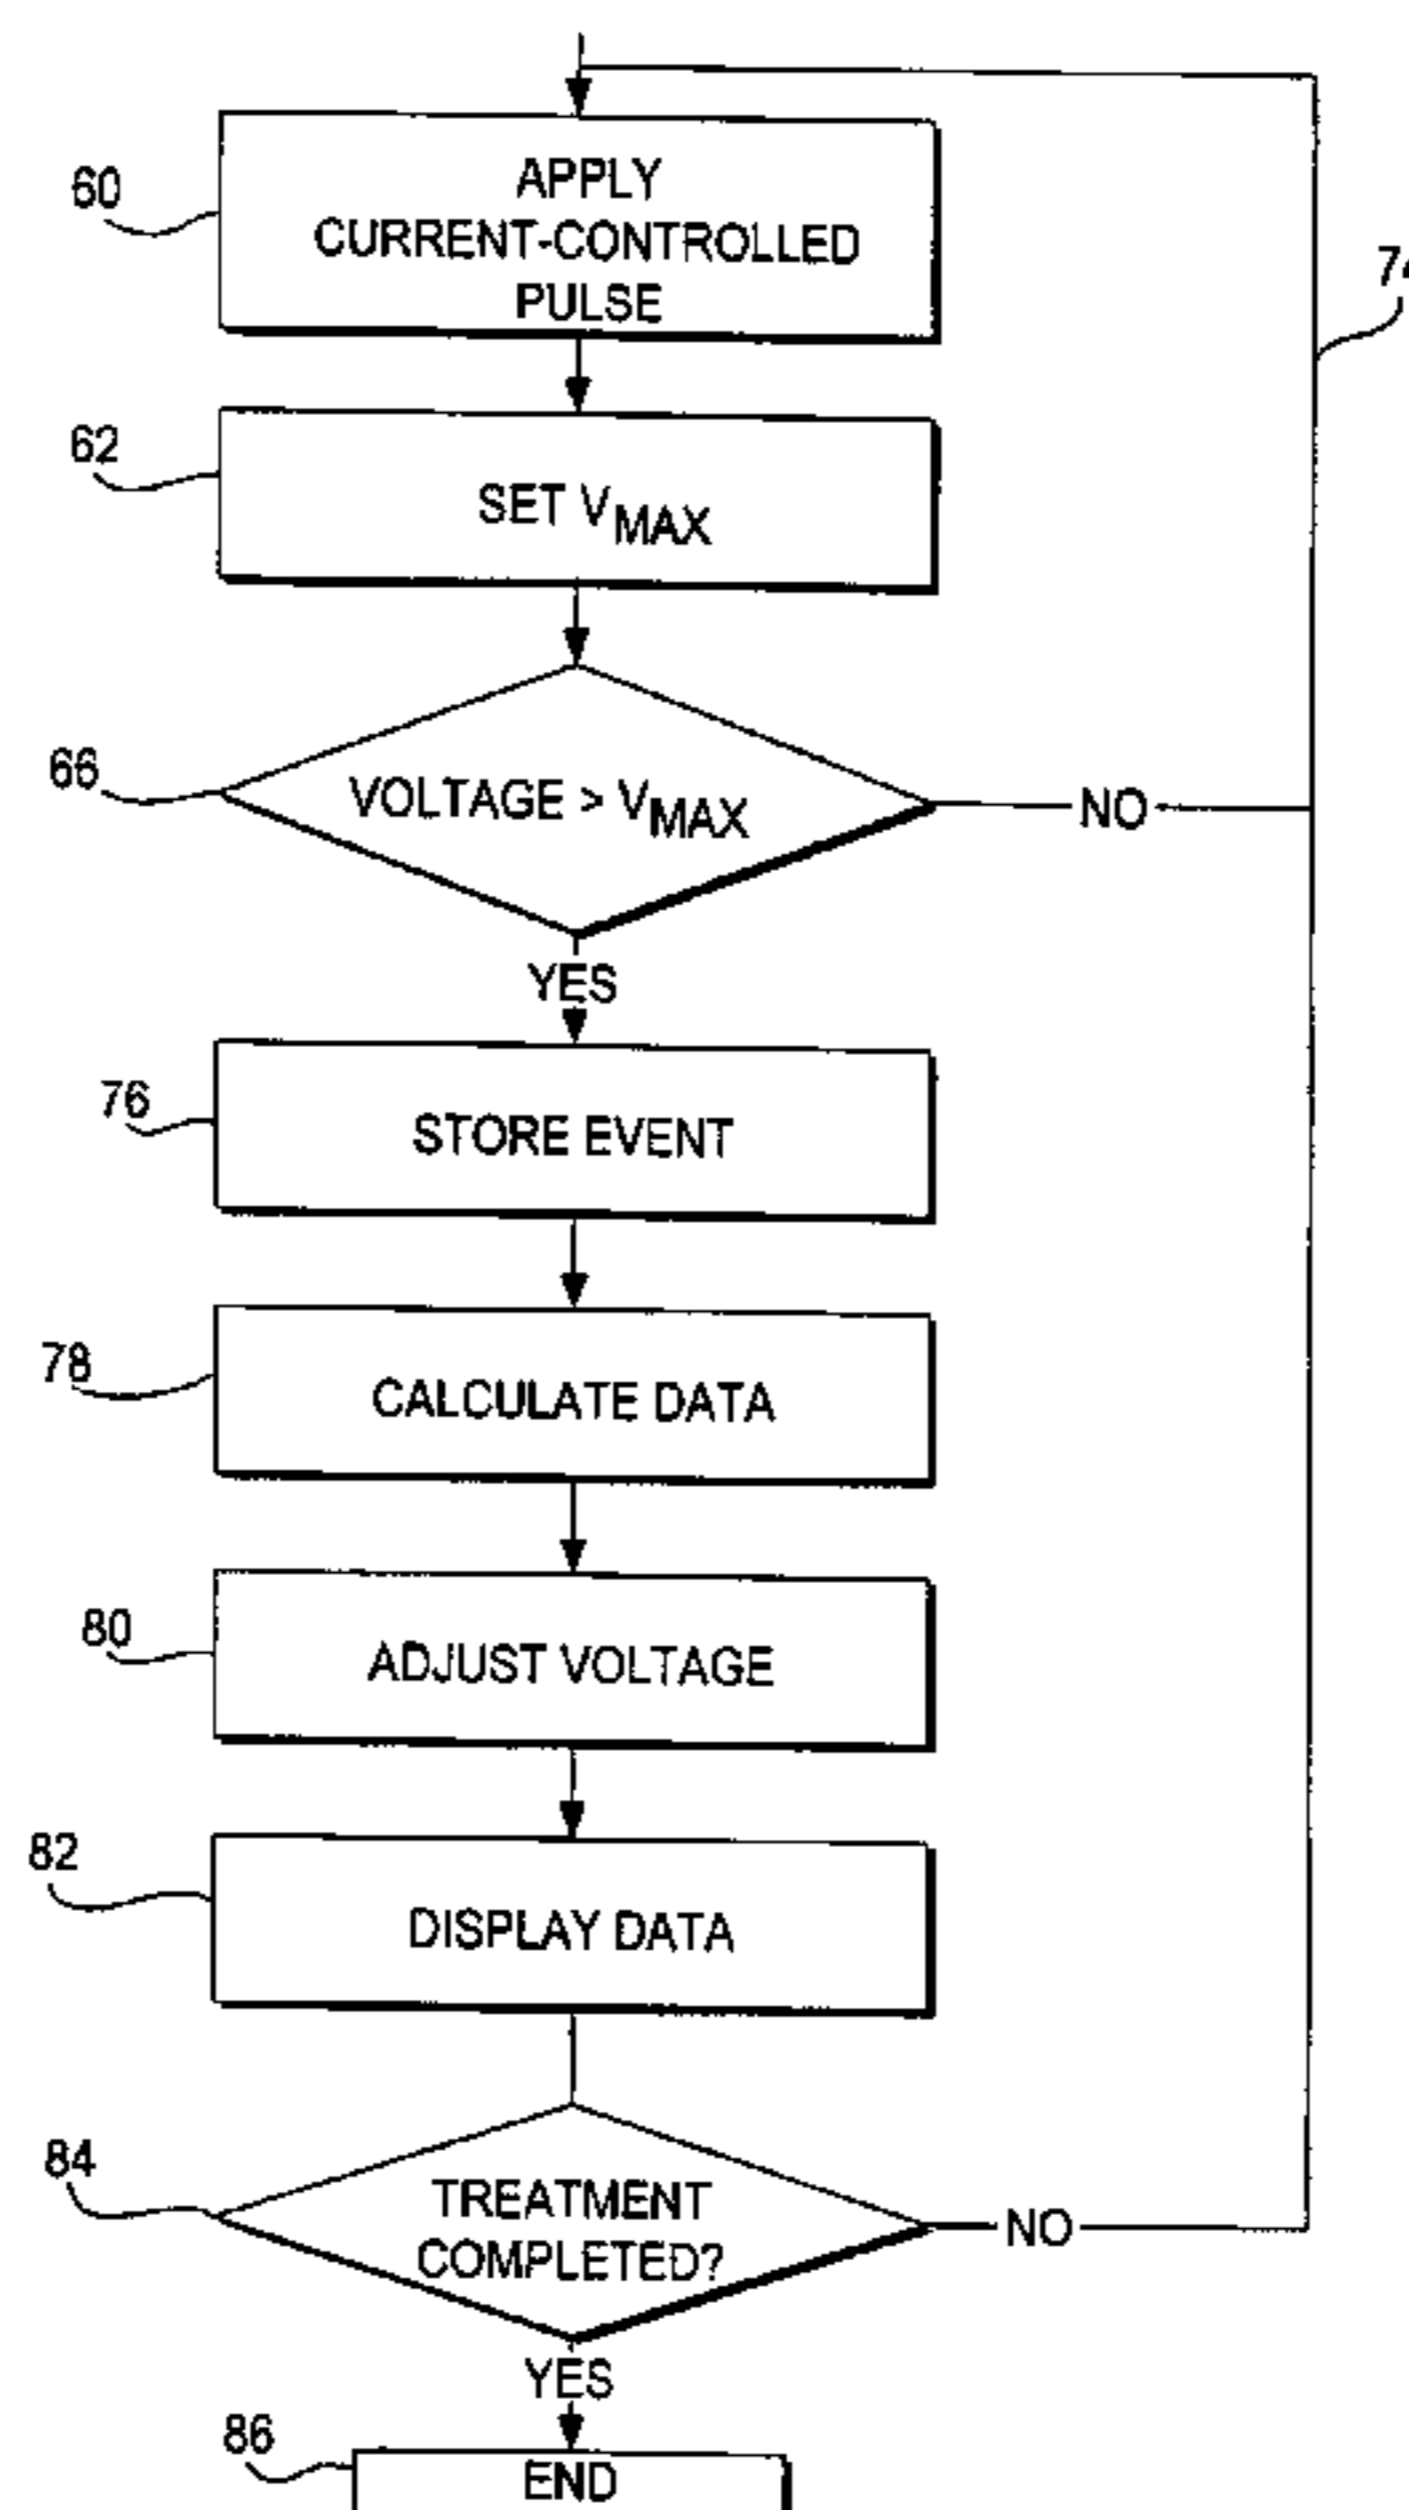 60
APPLY
CURRENT-CONTROLLED
PULSE
62
SET VMAX
66
VOLTAGE > VMAX
NO
YES
76
STORE EVENT
78
CALCULATE DATA
80
ADJUST VOLTAGE
82
DISPLAY DATA
84
TREATMENT
COMPLETED?
NO
YES
86
END